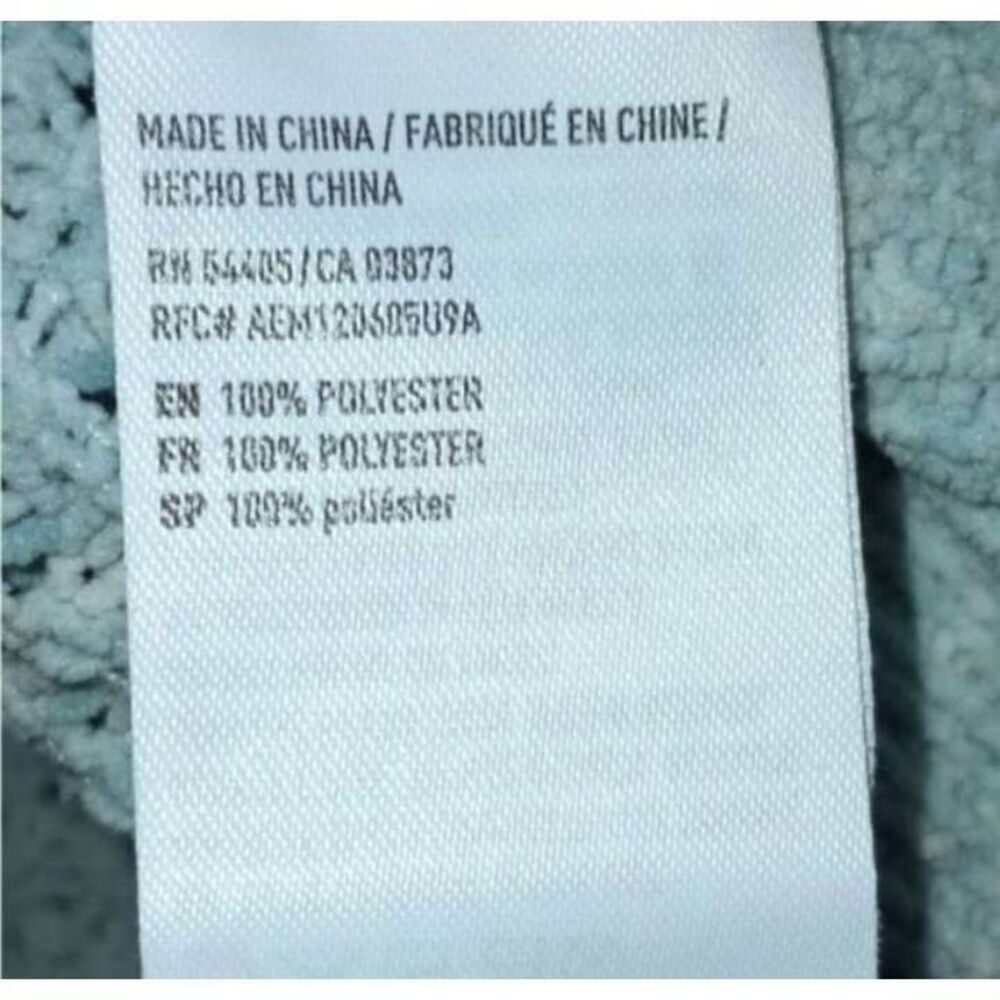 MADE IN CHINA / FABRIQUÉ EN CHINE /
HECHO EN CHINA
RN 54485 / CA 03873
RFC# AEM120605U9A
EN 100% POLYESTER
FR 100% POLYESTER
SP 100% poliéster